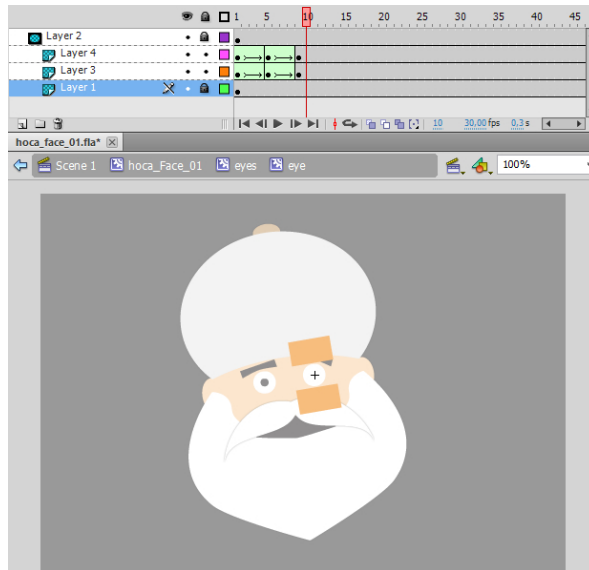 1 5 10 15 20 25 30 35 40 45
Layer 2
Layer 4
Layer 3
Layer 1
10 30,00 fps 0,3 s
hoca_face_01.fla*
Scene 1 hoca_Face_01 eyes eye 100%